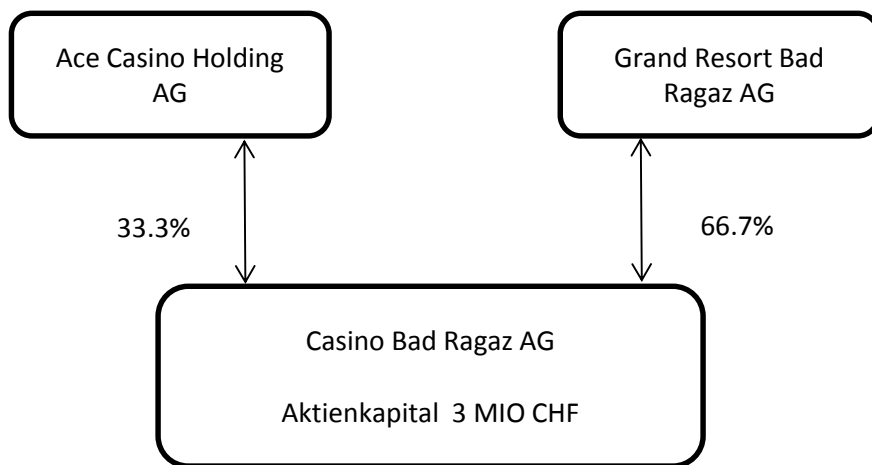 Ace Casino Holding
AG
Grand Resort Bad
Ragaz AG
33.3%
66.7%
Casino Bad Ragaz AG
Aktienkapital 3 MIO CHF